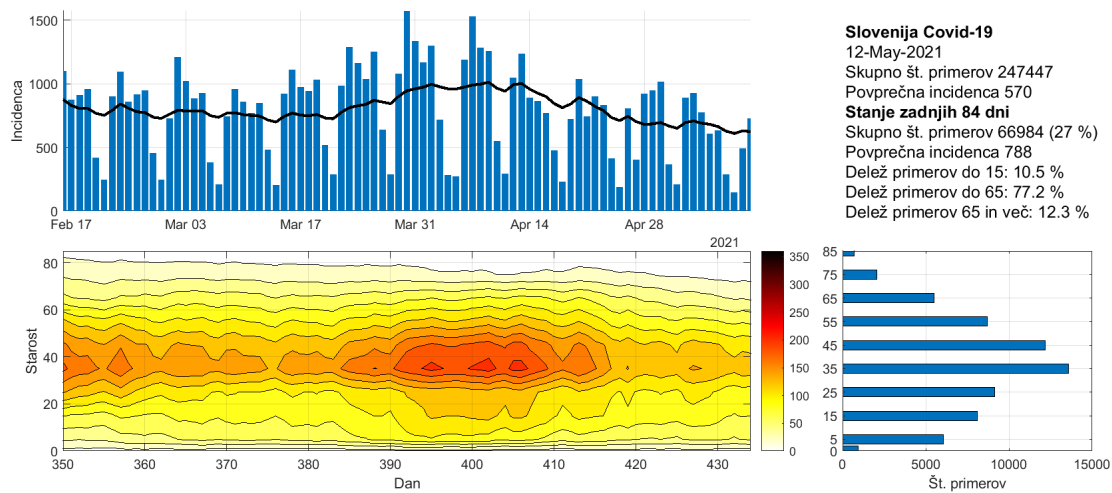 1500
1000
500
0
Incidenca
Feb 17 Mar 03 Mar 17 Mar 31 Apr 14 Apr 28
2021
Slovenija Covid-19
12-May-2021
Skupno št. primerov 247447
Povprečna incidenca 570
Stanje zadnjih 84 dni
Skupno št. primerov 66984 (27 %)
Povprečna incidenca 788
Delež primerov do 15: 10.5 %
Delež primerov do 65: 77.2 %
Delež primerov 65 in več: 12.3 %
80
60
40
20
0
Starost
350 360 370 380 390 400 410 420 430
Dan
350
300
250
200
150
100
50
0
85
75
65
55
45
35
25
15
5
0
0 5000 10000 15000
Št. primerov